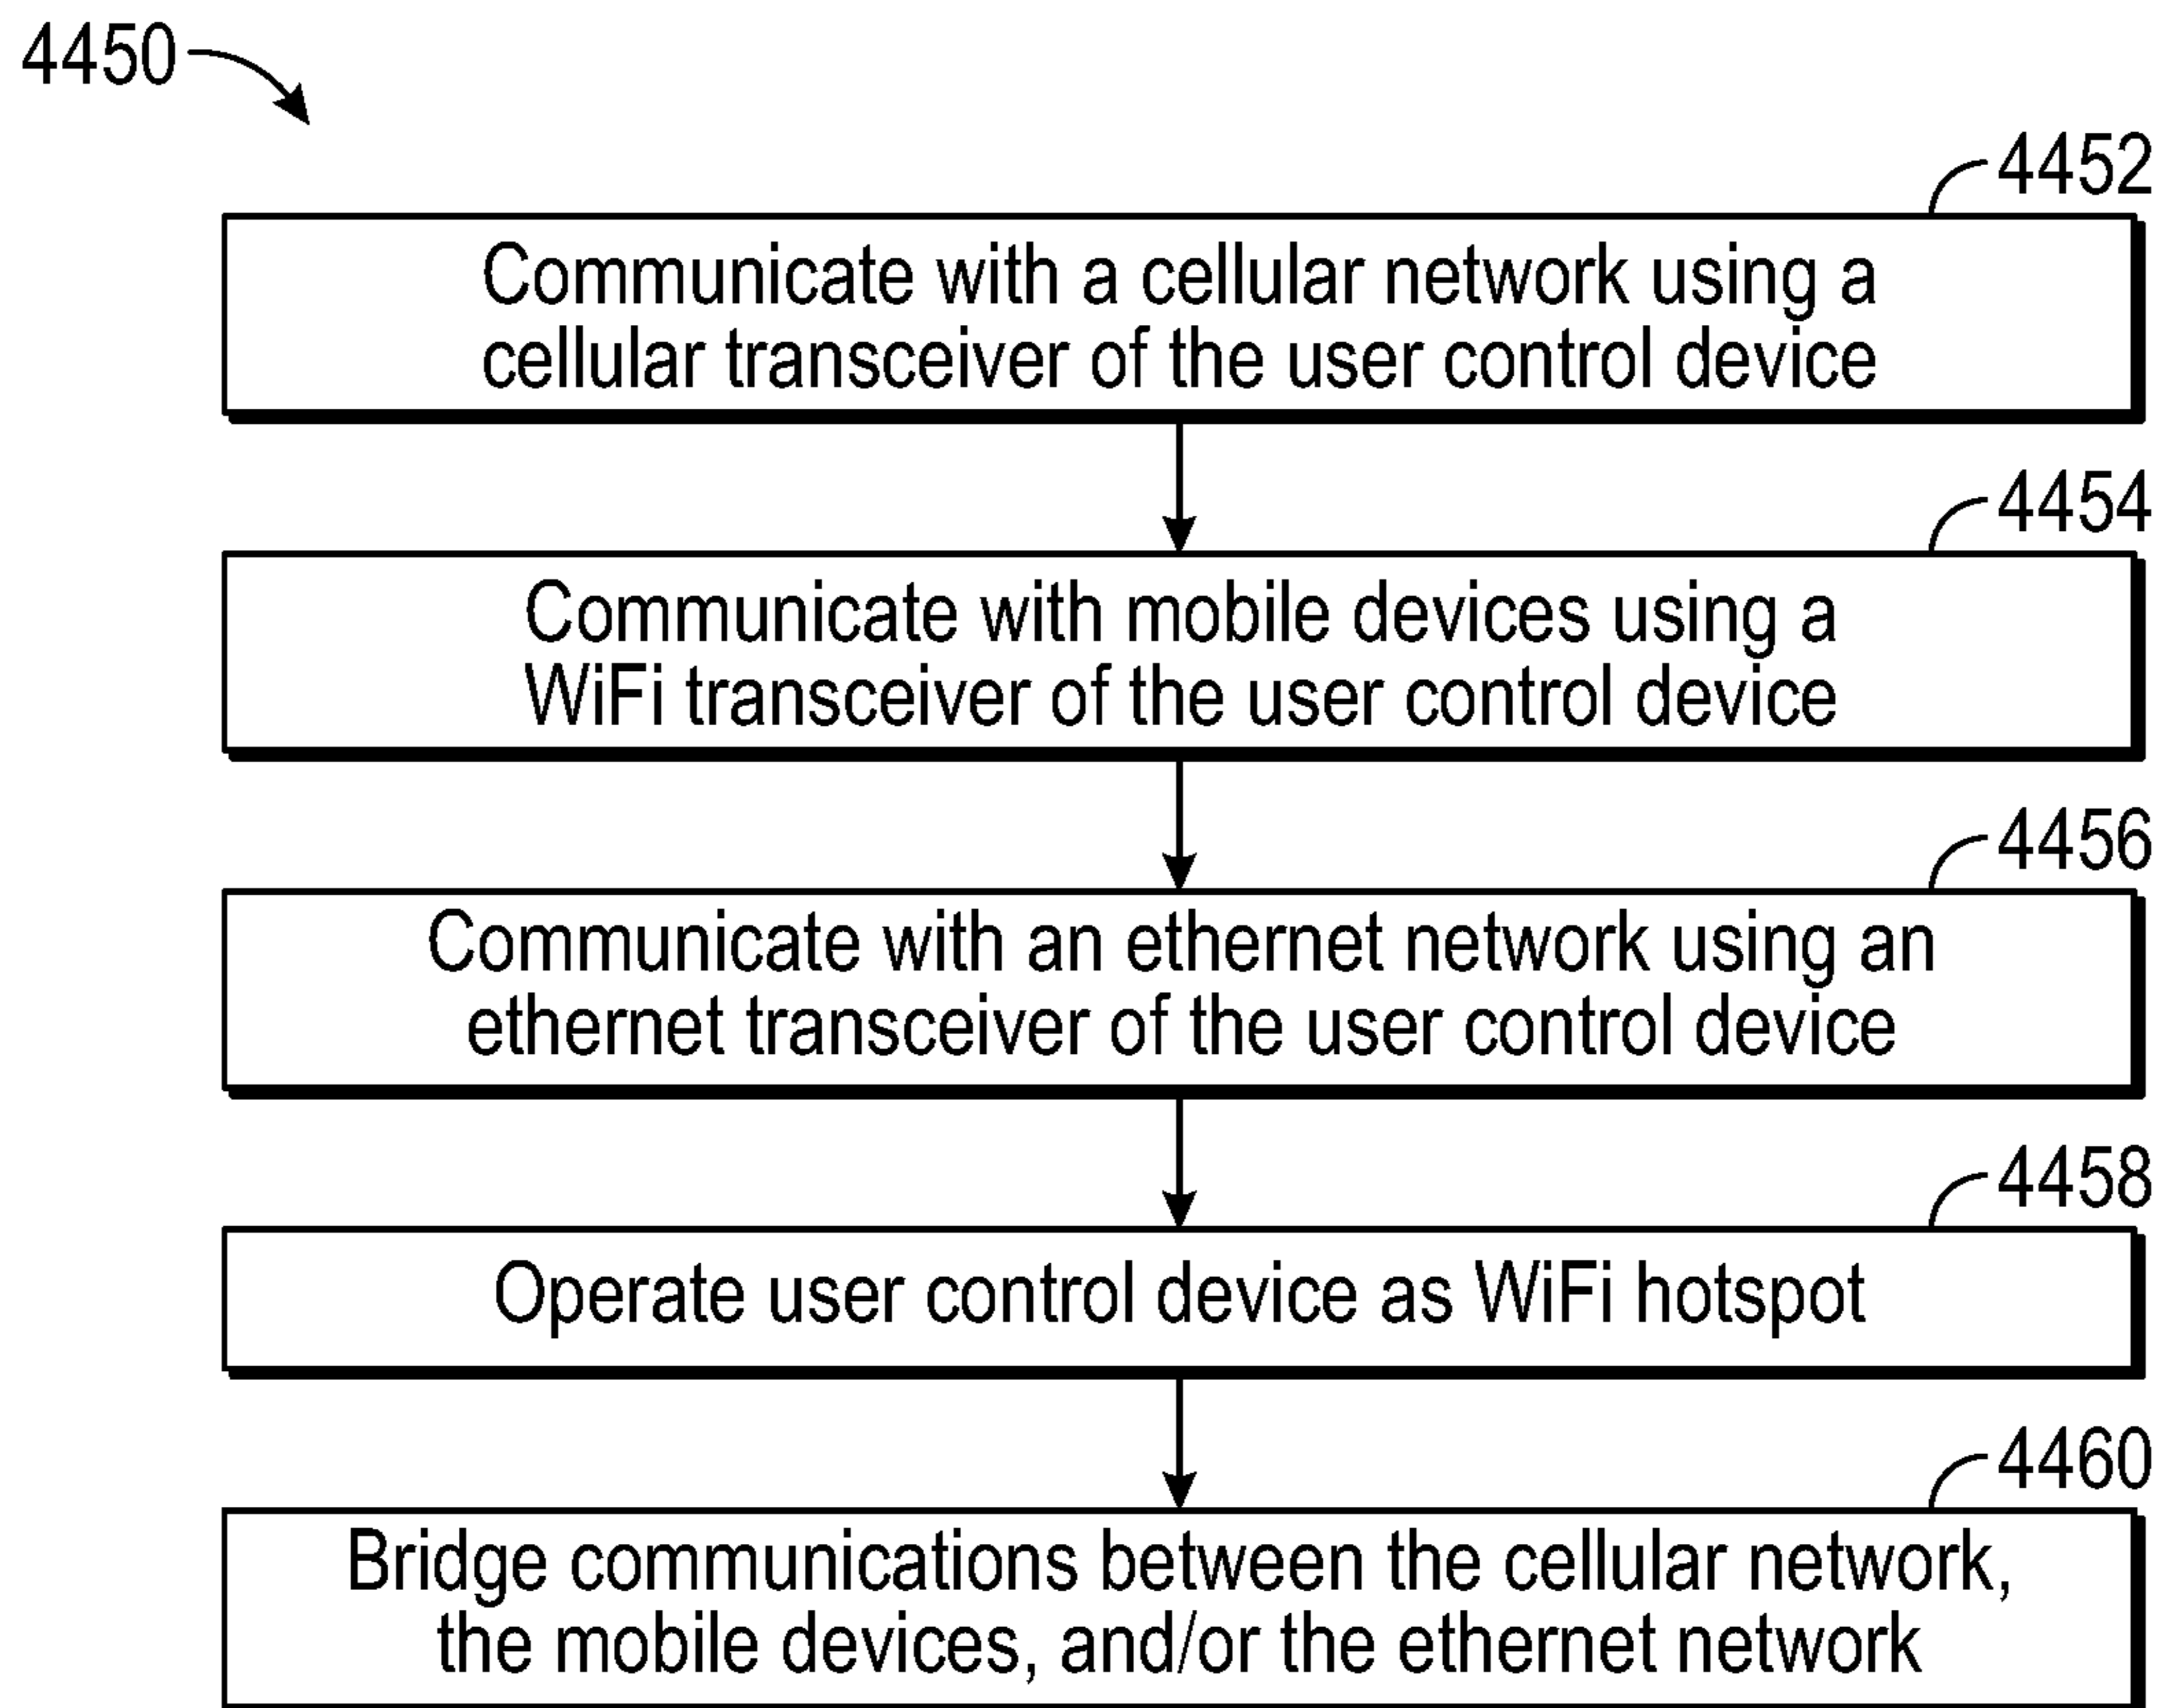 4450
4452
Communicate with a cellular network using a
cellular transceiver of the user control device
4454
Communicate with mobile devices using a
WiFi transceiver of the user control device
4456
Communicate with an ethernet network using an
ethernet transceiver of the user control device
4458
Operate user control device as WiFi hotspot
4460
Bridge communications between the cellular network,
the mobile devices, and/or the ethernet network